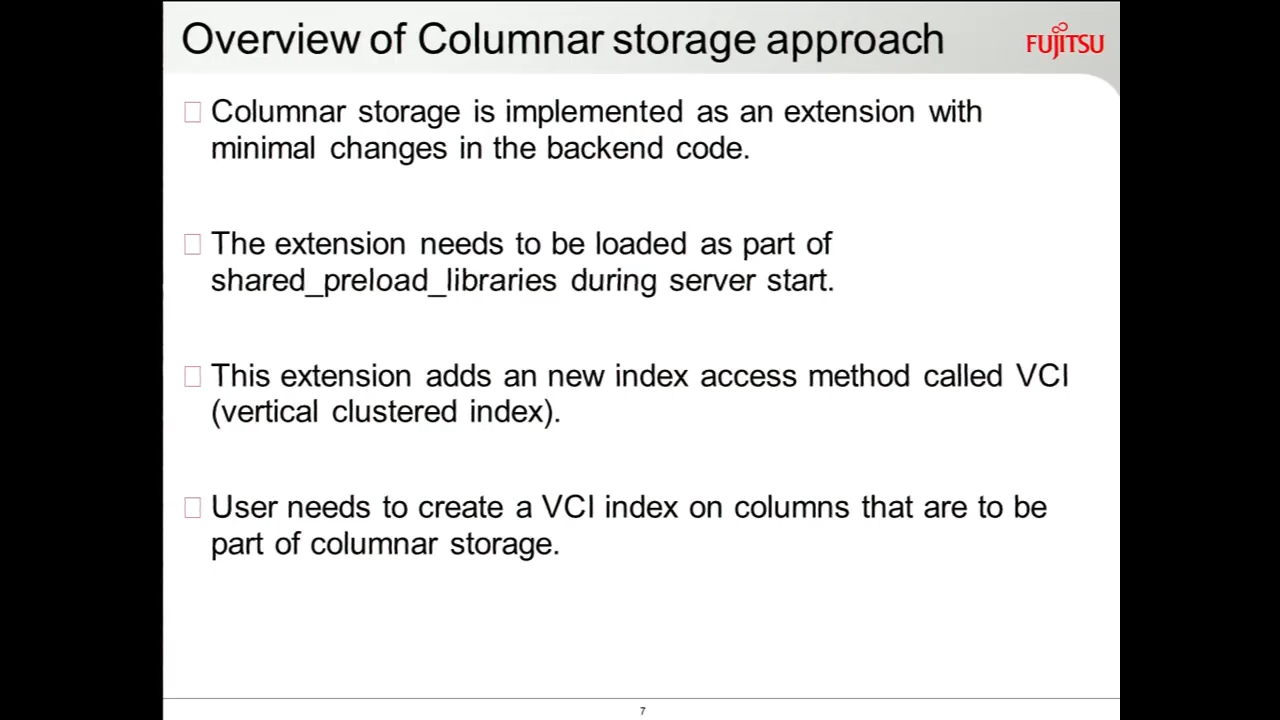 Overview of Columnar storage approach
FUJITSU
Columnar storage is implemented as an extension with
minimal changes in the backend code.
The extension needs to be loaded as part of
shared_preload_libraries during server start.
This extension adds an new index access method called VCI
(vertical clustered index).
User needs to create a VCI index on columns that are to be
part of columnar storage.
7